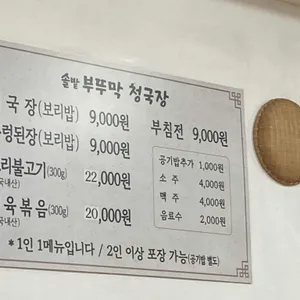 솔밭 부뚜막 청국장
국장(보리밥) 9,000원
된장(보리밥) 9,000원
불고기(300g) 22,000원
국내산)
육볶음(300g) 20,000원
국내산)
부침전 9,000원
공기밥추가 1,000원
소주 4,000원
맥주 4,000원
음료수 2,000원
*1인 1메뉴입니다 / 2인 이상 포장 가능(공기밥 별도)